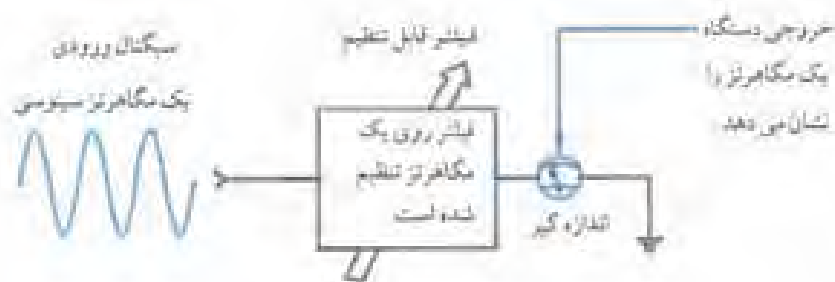 خروجی دستگاه
یک مگاهرتز را
نشان می دهد
فیلتر قابل تنظیم
سیگنال ورودی
یک مگاهرتز سینوسی
فیلتر روی یک
مگاهرتز تنظیم
شده است
اندازه گیر